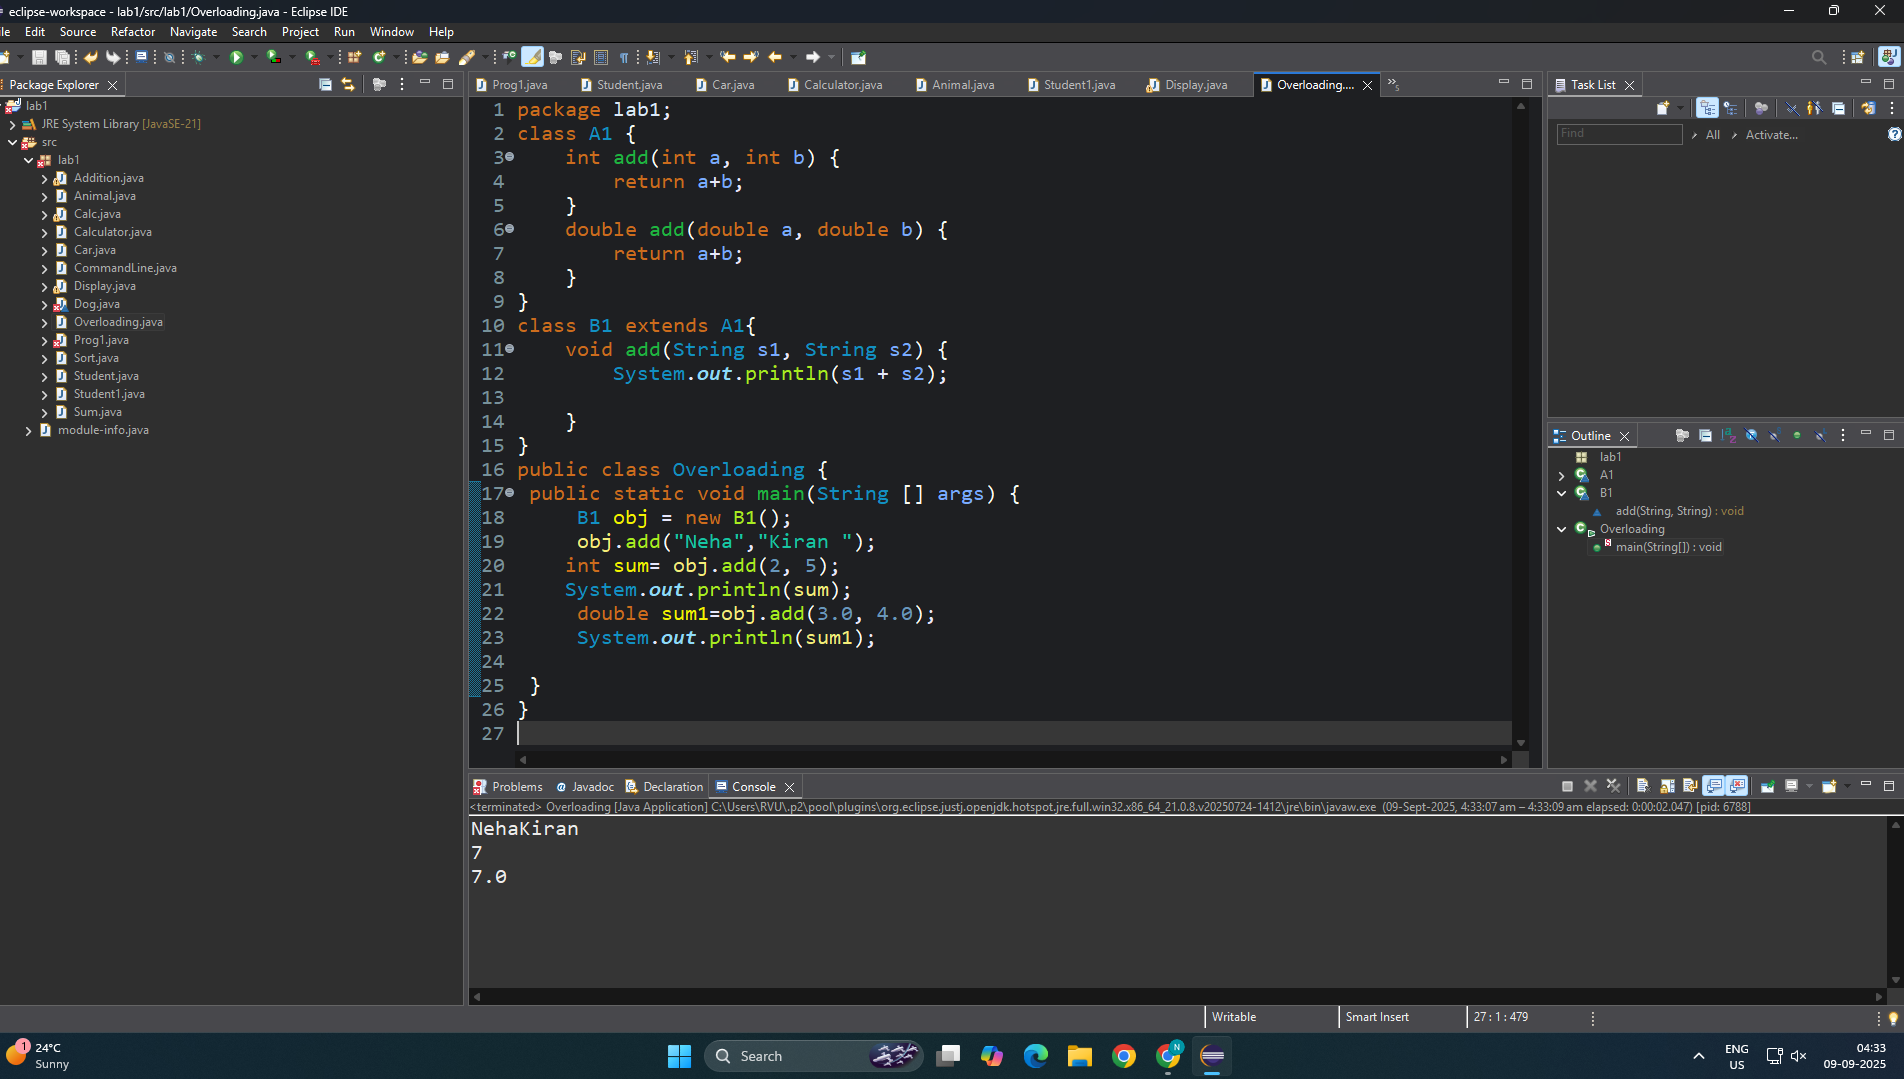 eclipse-workspace - lab1/src/lab1/Overloading.java - Eclipse IDE
ile Edit Source Refactor Navigate Search Project Run Window Help
Package Explorer
lab1
JRE System Library [JavaSE-21]
src
lab1
Addition.java
Animal.java
Calc.java
Calculator.java
Car.java
CommandLine.java
Display.java
Dog.java
Overloading.java
Prog1.java
Sort.java
Student.java
Student1.java
Sum.java
module-info.java
Prog1.java Student.java Car.java Calculator.java Animal.java Student1.java Display.java Overloading.... »5
1 package lab1;
2 class A1 {
3 int add(int a, int b) {
4 return a+b;
5 }
6 double add(double a, double b) {
7 return a+b;
8 }
9 }
10 class B1 extends A1{
11 void add(String s1, String s2) {
12 System.out.println(s1 + s2);
13
14 }
15 }
16 public class Overloading {
17 public static void main(String [] args) {
18 B1 obj = new B1();
19 obj.add("Neha","Kiran ");
20 int sum= obj.add(2, 5);
21 System.out.println(sum);
22 double sum1=obj.add(3.0, 4.0);
23 System.out.println(sum1);
24
25 }
26 }
27
Task List
Find All Activate...
Outline
lab1
A1
B1
add(String, String) : void
Overloading
main(String[]) : void
Problems @ Javadoc Declaration Console
<terminated> Overloading [Java Application] C:\Users\RVU\.p2\pool\plugins\org.eclipse.justj.openjdk.hotspot.jre.full.win32.x86_64_21.0.8.v20250724-1412\jre\bin\javaw.exe (09-Sept-2025, 4:33:07 am – 4:33:09 am elapsed: 0:00:02.047) [pid: 6788]
NehaKiran
7
7.0
Writable Smart Insert 27 : 1 : 479
1
24°C
Sunny
Search
N
ENG
US
04:33
09-09-2025